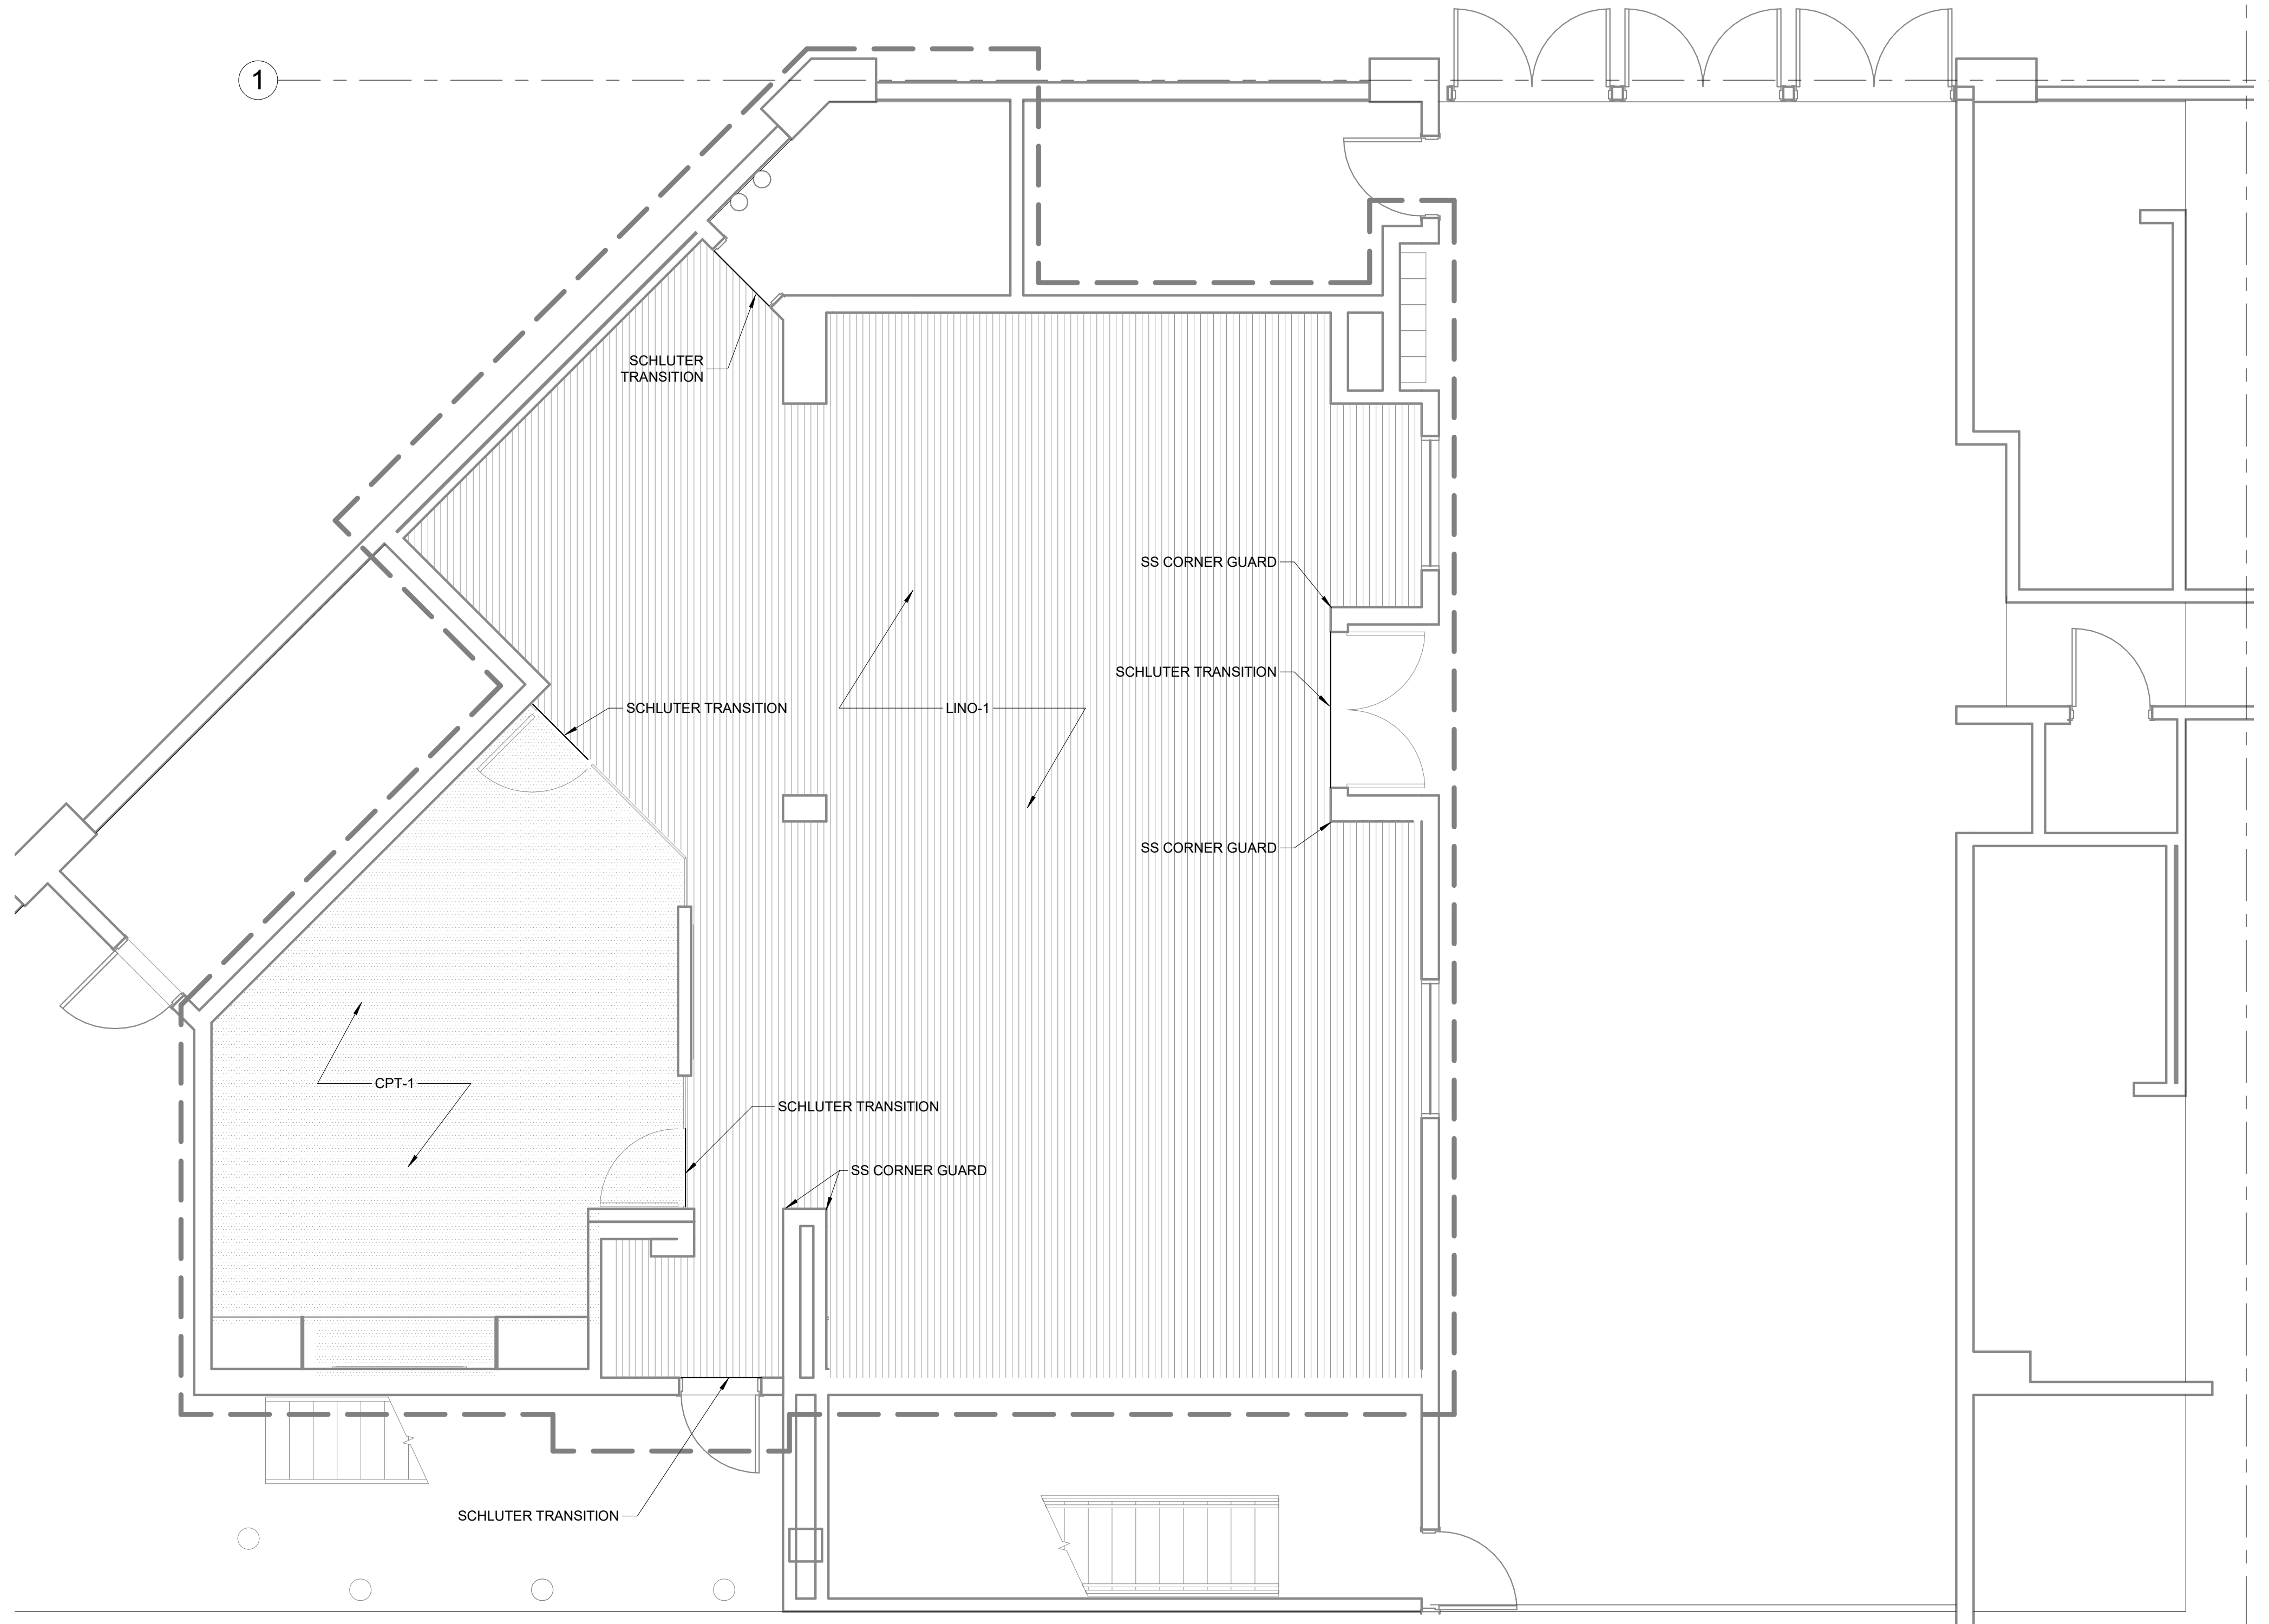 1
SCHLUTER
TRANSITION
SS CORNER GUARD
SCHLUTER TRANSITION
SCHLUTER TRANSITION
LINO-1
SS CORNER GUARD
CPT-1
SCHLUTER TRANSITION
SS CORNER GUARD
SCHLUTER TRANSITION